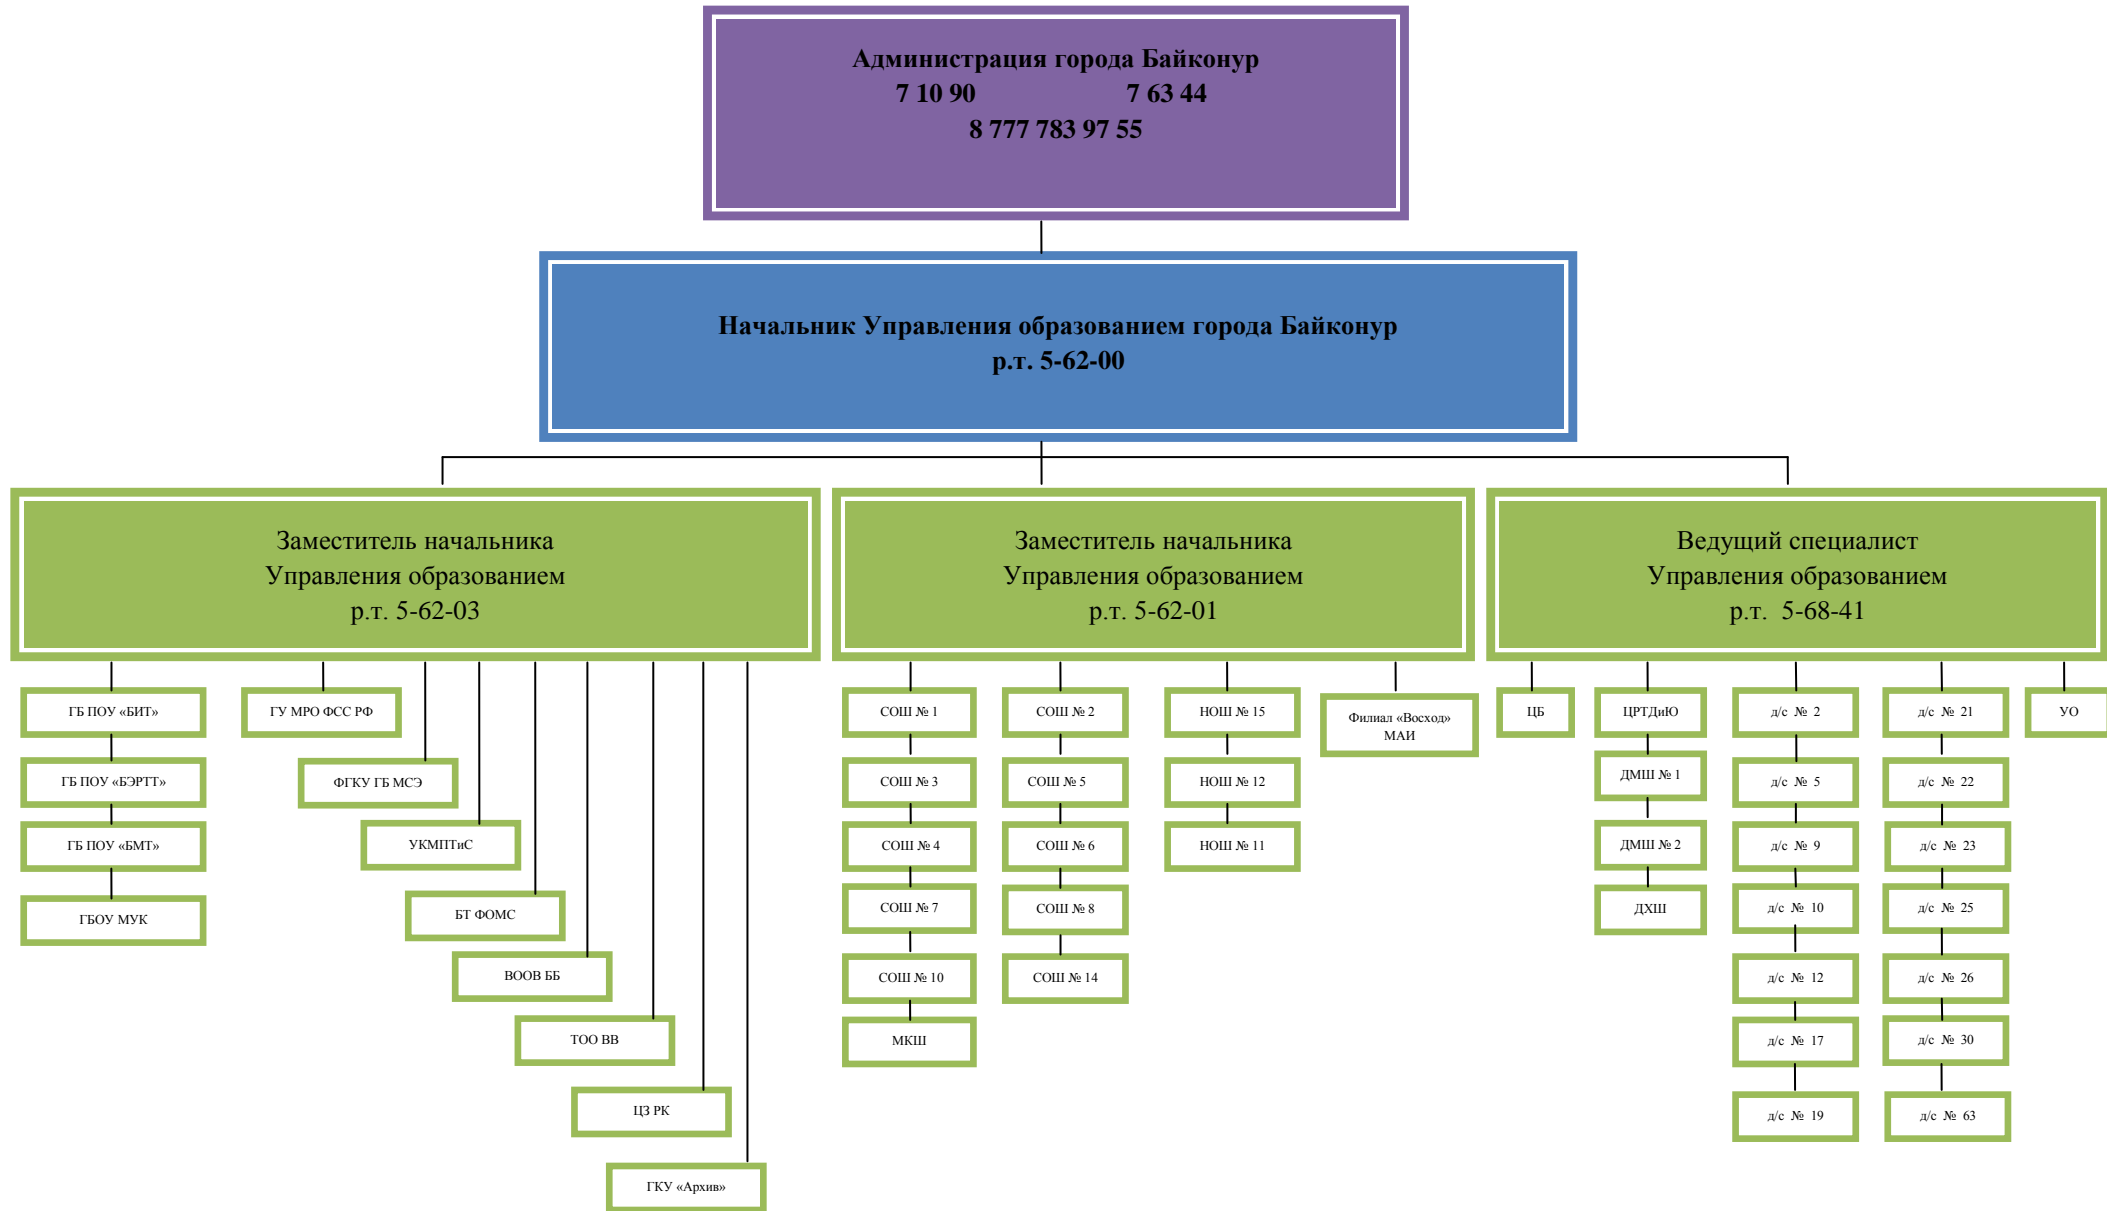 Администрация города Байконур
7 10 90 7 63 44
8 777 783 97 55
Начальник Управления образованием города Байконур
р.т. 5-62-00
Заместитель начальника
Управления образованием
р.т. 5-62-03
Заместитель начальника
Управления образованием
р.т. 5-62-01
Ведущий специалист
Управления образованием
р.т. 5-68-41
ГБ ПОУ «БИТ»
ГБ ПОУ «БЭРТТ»
ГБ ПОУ «БМТ»
ГБОУ МУК
ГУ МРО ФСС РФ
ФГКУ ГБ МСЭ
УКМПТиС
БТ ФОМС
ВООВ ББ
ТОО ВВ
ЦЗ РК
ГКУ «Архив»
СОШ № 1
СОШ № 3
СОШ № 4
СОШ № 7
СОШ № 10
МКШ
СОШ № 2
СОШ № 5
СОШ № 6
СОШ № 8
СОШ № 14
НОШ № 15
НОШ № 12
НОШ № 11
Филиал «Восход»
МАИ
ЦБ
ЦРТДиЮ
ДМШ № 1
ДМШ № 2
ДХШ
д/с № 2
д/с № 5
д/с № 9
д/с № 10
д/с № 12
д/с № 17
д/с № 19
д/с № 21
д/с № 22
д/с № 23
д/с № 25
д/с № 26
д/с № 30
д/с № 63
УО